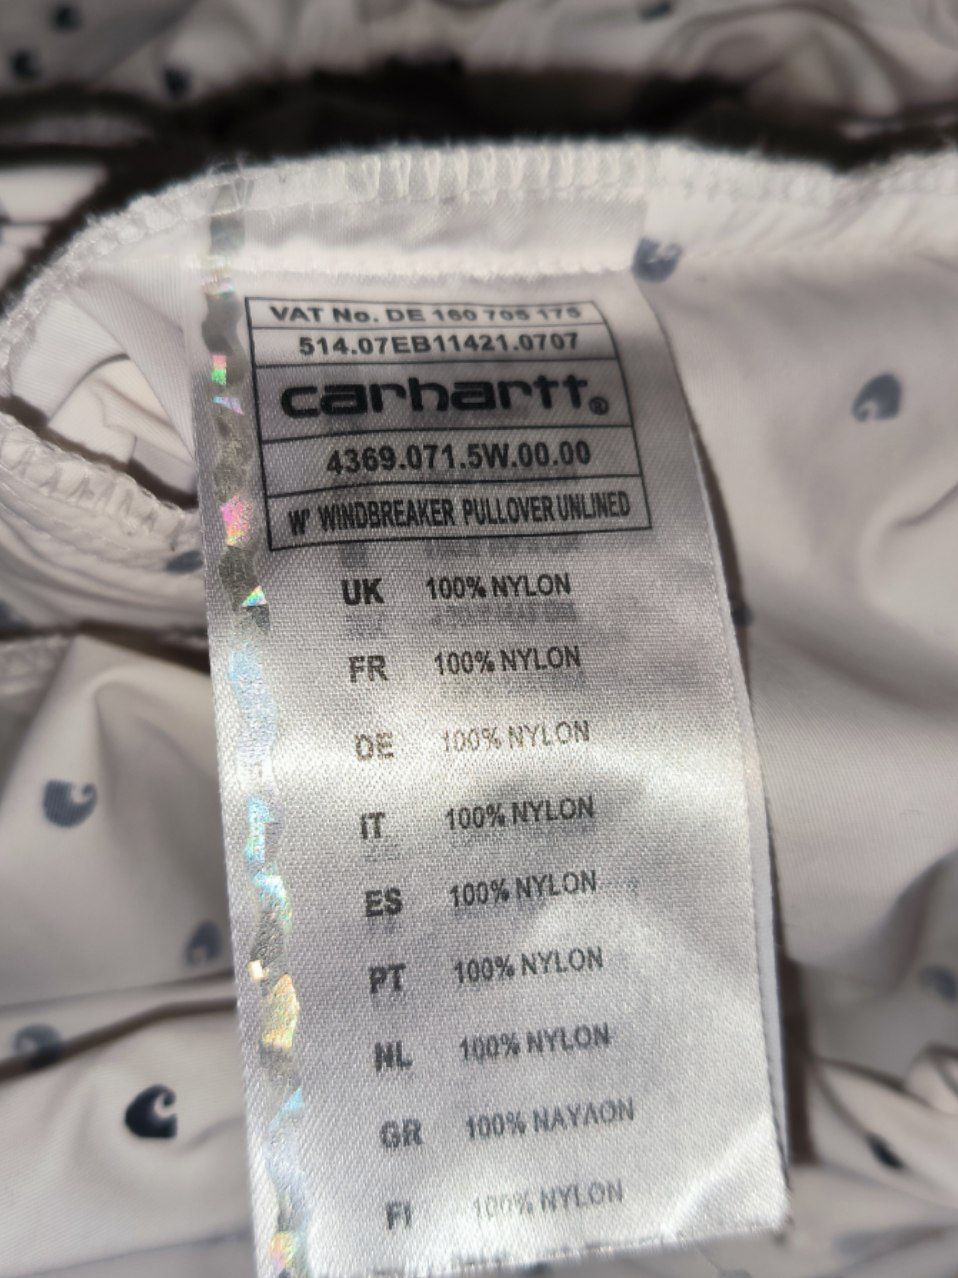 VAT No. DE 160 705 175
514.07EB11421.0707
carhartt®
4369.071.5W.00.00
W' WINDBREAKER PULLOVER UNLINED
UK 100% NYLON
FR 100% NYLON
DE 100% NYLON
IT 100% NYLON
ES 100% NYLON
PT 100% NYLON
NL 100% NYLON
GR 100% ΝΑΥΛΟΝ
FI 100% NYLON